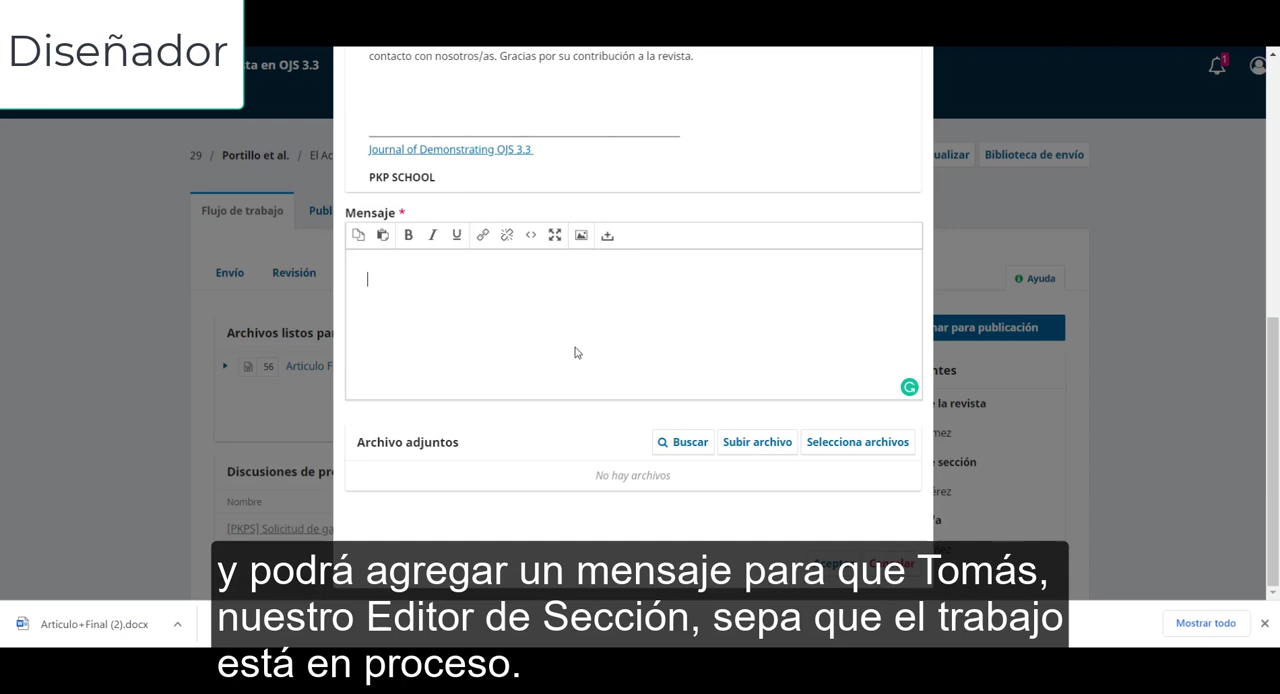 Diseñador
ta en OJS 3.3
1
contacto con nosotros/as. Gracias por su contribución a la revista.
Journal of Demonstrating OJS 3.3
PKP SCHOOL
29 / Portillo et al. / El Ac
ualizar
Biblioteca de envío
Flujo de trabajo
Publ
Mensaje *
B I U
Envío
Revisión
Ayuda
Archivos listos pa
nar para publicación
56 Articulo F
ntes
la revista
mez
sección
érez
/a
Archivo adjuntos
Buscar
Subir archivo
Selecciona archivos
No hay archivos
Discusiones de pr
Nombre
[PKPS] Solicitud de ga
y podrá agregar un mensaje para que Tomás,
nuestro Editor de Sección, sepa que el trabajo
está en proceso.
Articulo+Final (2).docx
Mostrar todo